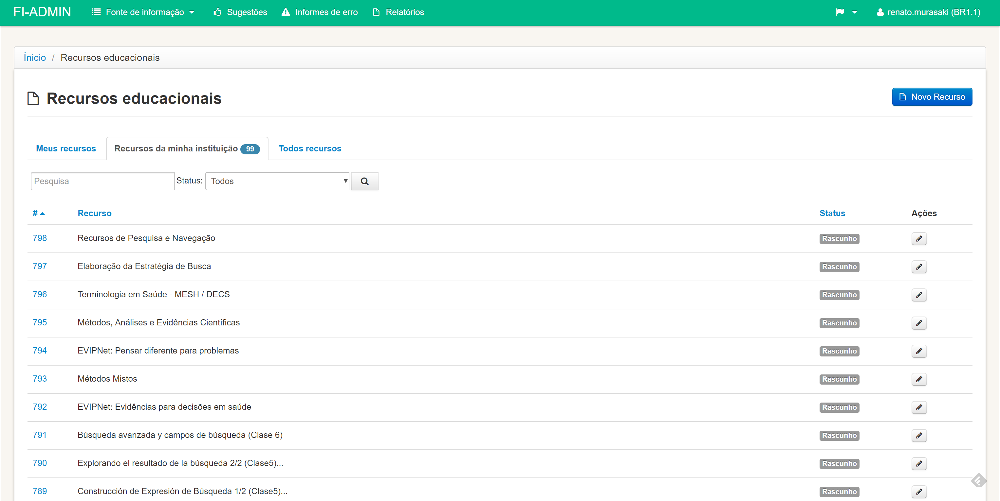 FI-ADMIN Fonte de informação Sugestões Informes de erro Relatórios renato.murasaki (BR1.1)
Ínicio / Recursos educacionais
Recursos educacionais Novo Recurso
Meus recursos Recursos da minha instituição 99 Todos recursos
Pesquisa Status: Todos
# Recurso Status Ações
798 Recursos de Pesquisa e Navegação Rascunho
797 Elaboração da Estratégia de Busca Rascunho
796 Terminologia em Saúde - MESH / DECS Rascunho
795 Métodos, Análises e Evidências Científicas Rascunho
794 EVIPNet: Pensar diferente para problemas Rascunho
793 Métodos Mistos Rascunho
792 EVIPNet: Evidências para decisões em saúde Rascunho
791 Búsqueda avanzada y campos de búsqueda (Clase 6) Rascunho
790 Explorando el resultado de la búsqueda 2/2 (Clase5)... Rascunho
789 Construcción de Expresión de Búsqueda 1/2 (Clase5)... Rascunho